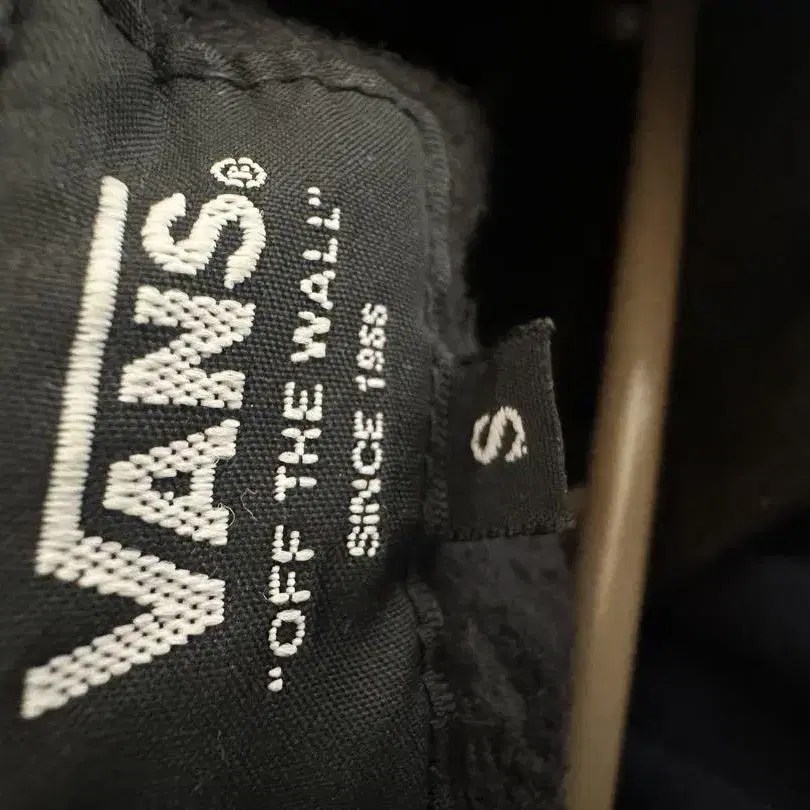 VANS®
"OFF THE WALL"
SINCE 1966
S